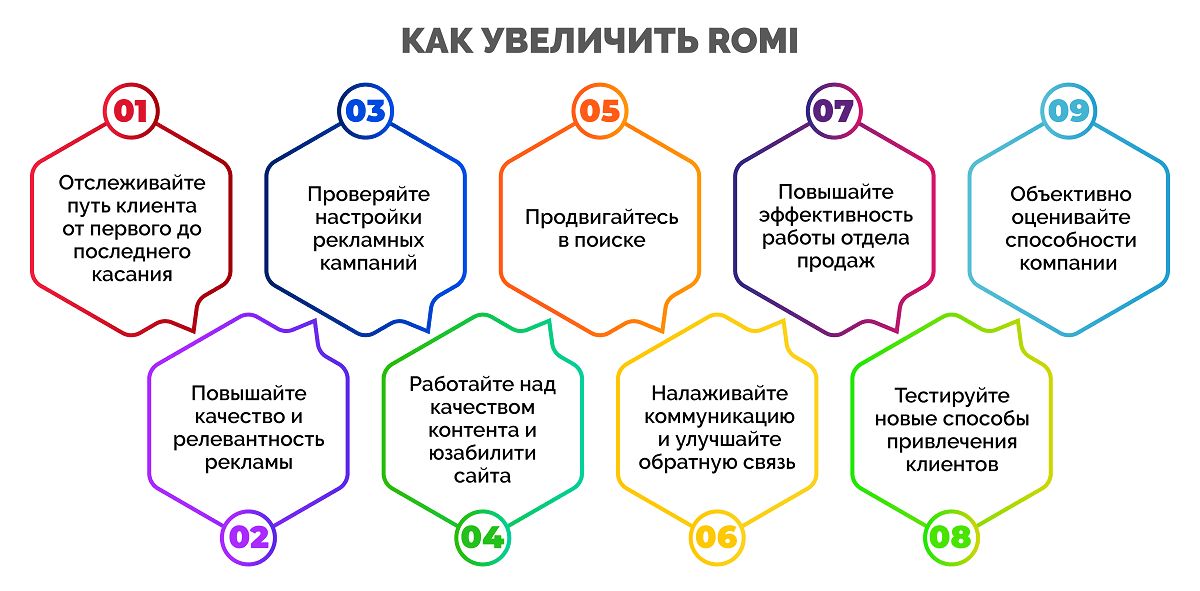 КАК УВЕЛИЧИТЬ ROMI
01
Отслеживайте
путь клиента
от первого до
последнего
касания
02
Повышайте
качество и
релевантность
рекламы
03
Проверяйте
настройки
рекламных
кампаний
04
Работайте над
качеством
контента и
юзабилити
сайта
05
Продвигайтесь
в поиске
06
Налаживайте
коммуникацию
и улучшайте
обратную связь
07
Повышайте
эффективность
работы отдела
продаж
08
Тестируйте
новые способы
привлечения
клиентов
09
Объективно
оценивайте
способности
компании